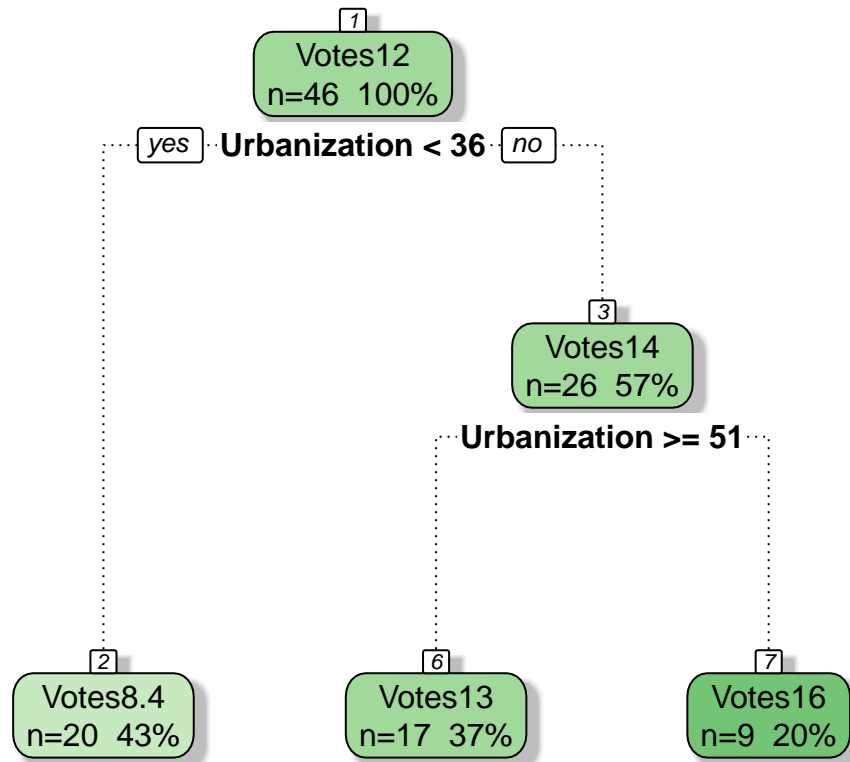 1
Votes12
n=46 100%
yes Urbanization < 36 no
3
Votes14
n=26 57%
Urbanization >= 51
2 6 7
Votes8.4 Votes13 Votes16
n=20 43% n=17 37% n=9 20%